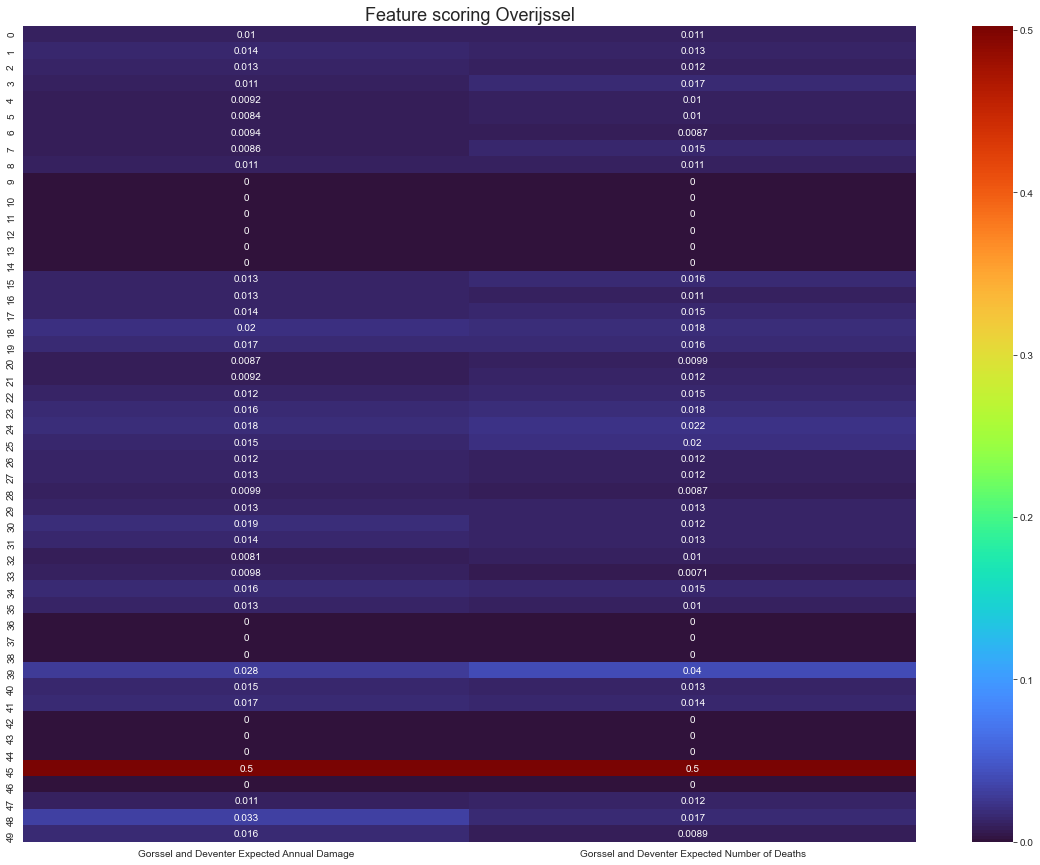 Feature scoring Overijssel
0 0.01 0.011
1 0.014 0.013
2 0.013 0.012
3 0.011 0.017
4 0.0092 0.01
5 0.0084 0.01
6 0.0094 0.0087
7 0.0086 0.015
8 0.011 0.011
9 0 0
10 0 0
11 0 0
12 0 0
13 0 0
14 0 0
15 0.013 0.016
16 0.013 0.011
17 0.014 0.015
18 0.02 0.018
19 0.017 0.016
20 0.0087 0.0099
21 0.0092 0.012
22 0.012 0.015
23 0.016 0.018
24 0.018 0.022
25 0.015 0.02
26 0.012 0.012
27 0.013 0.012
28 0.0099 0.0087
29 0.013 0.013
30 0.019 0.012
31 0.014 0.013
32 0.0081 0.01
33 0.0098 0.0071
34 0.016 0.015
35 0.013 0.01
36 0 0
37 0 0
38 0 0
39 0.028 0.04
40 0.015 0.013
41 0.017 0.014
42 0 0
43 0 0
44 0 0
45 0.5 0.5
46 0 0
47 0.011 0.012
48 0.033 0.017
49 0.016 0.0089
Gorssel and Deventer Expected Annual Damage Gorssel and Deventer Expected Number of Deaths
0.5
0.4
0.3
0.2
0.1
0.0